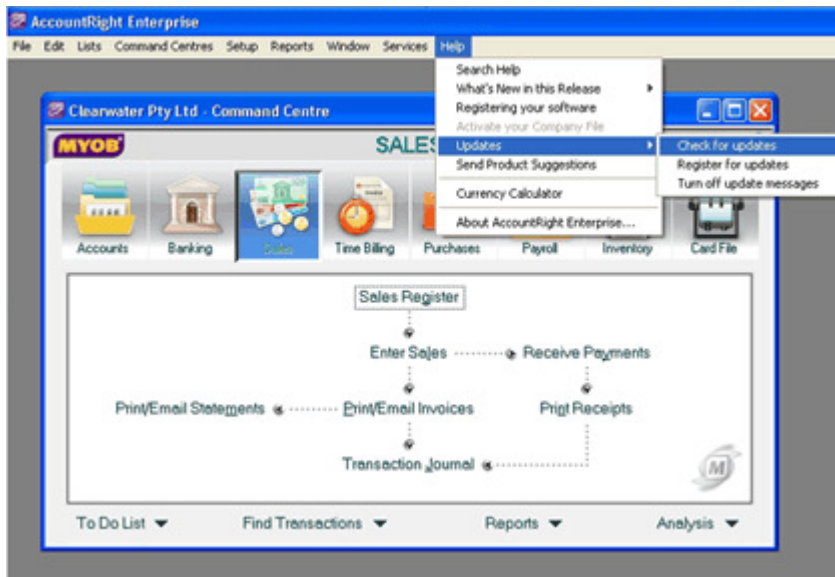 AccountRight Enterprise
File Edit Lists Command Centres Setup Reports Window Services Help
Search Help
What's New in this Release
Registering your software
Activate your Company File
Updates
Send Product Suggestions
Currency Calculator
About AccountRight Enterprise....
Check for updates
Register for updates
Turn off update messages
Clearwater Pty Ltd - Command Centre
MYOB
SALES
Accounts Banking Sales Time Billing Purchases Payroll Inventory Card File
Sales Register
Enter Sales Receive Payments
Print/Email Statements Print/Email Invoices Print Receipts
Transaction Journal
M
To Do List Find Transactions Reports Analysis